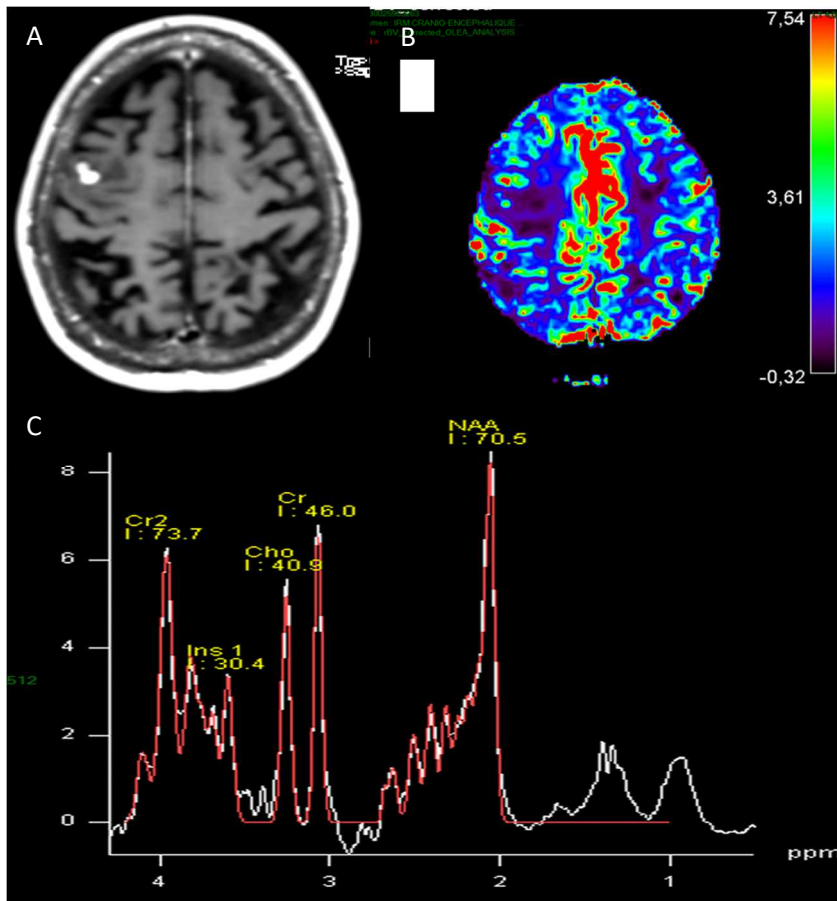 A
B
men : IRM CRANIO-ENCEPHALIQUE ...
7,54
3,61
-0,32
C
NAA
I : 70.5
Cr
I : 46.0
Cr2
I : 73.7
Cho
I : 40.9
Ins 1
I : 30.4
8
6
4
2
0
512
4
3
2
1
ppm